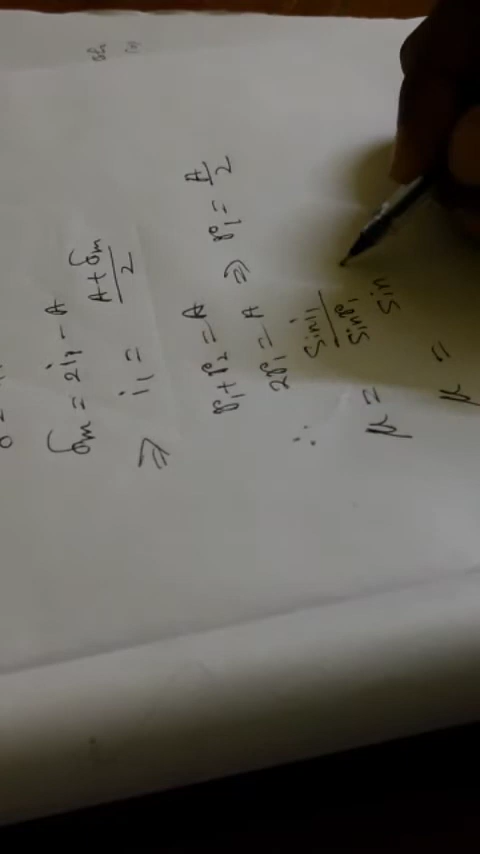 δm = 2i₁ - A
⇒ i₁ = (A + δm)/2
r₁ + r₂ = A
2r₁ = A ⇒ r₁ = A/2
∴ μ = sin i₁ / sin r₁
μ = sin